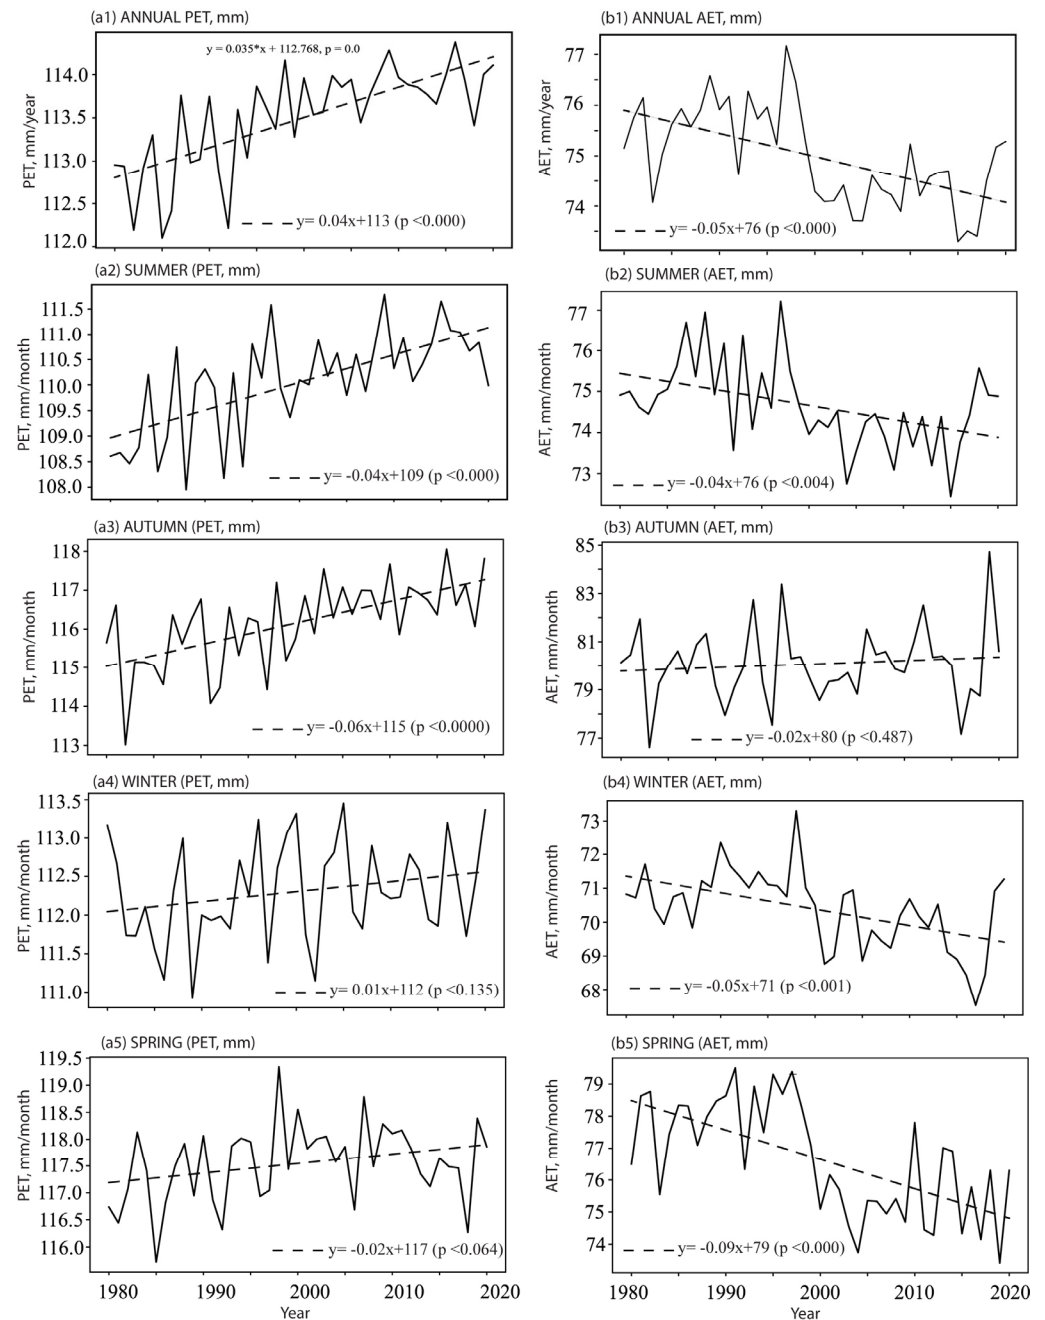 (a1) ANNUAL PET, mm)
y = 0.035*x + 112.768, p = 0.0
114.0
113.5
113.0
112.5
112.0
PET, mm/year
y= 0.04x+113 (p <0.000)
(b1) ANNUAL AET, mm)
77
76
75
74
AET, mm/year
y= -0.05x+76 (p <0.000)
(a2) SUMMER (PET, mm)
111.5
111.0
110.5
110.0
109.5
109.0
108.5
108.0
PET, mm/month
y= -0.04x+109 (p <0.000)
(b2) SUMMER (AET, mm)
77
76
75
74
73
AET, mm/month
y= -0.04x+76 (p <0.004)
(a3) AUTUMN (PET, mm)
118
117
116
115
114
113
PET, mm/month
y= -0.06x+115 (p <0.0000)
(b3) AUTUMN (AET, mm)
85
83
81
79
77
AET, mm/month
y= -0.02x+80 (p <0.487)
(a4) WINTER (PET, mm)
113.5
113.0
112.5
112.0
111.5
111.0
PET, mm/month
y= 0.01x+112 (p <0.135)
(b4) WINTER (AET, mm)
73
72
71
70
69
68
AET, mm/month
y= -0.05x+71 (p <0.001)
(a5) SPRING (PET, mm)
119.5
119.0
118.5
118.0
117.5
117.0
116.5
116.0
PET, mm/month
y= -0.02x+117 (p <0.064)
1980 1990 2000 2010 2020
Year
(b5) SPRING (AET, mm)
79
78
77
76
75
74
AET, mm/month
y= -0.09x+79 (p <0.000)
1980 1990 2000 2010 2020
Year